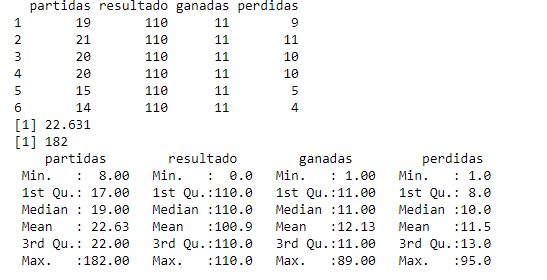 partidas resultado ganadas perdidas
1 19 110 11 9
2 21 110 11 11
3 20 110 11 10
4 20 110 11 10
5 15 110 11 5
6 14 110 11 4
[1] 22.631
[1] 182
partidas resultado ganadas perdidas
Min. : 8.00 Min. : 0.0 Min. : 1.00 Min. : 1.0
1st Qu.: 17.00 1st Qu.:110.0 1st Qu.:11.00 1st Qu.: 8.0
Median : 19.00 Median :110.0 Median :11.00 Median :10.0
Mean : 22.63 Mean :100.9 Mean :12.13 Mean :11.5
3rd Qu.: 22.00 3rd Qu.:110.0 3rd Qu.:11.00 3rd Qu.:13.0
Max. :182.00 Max. :110.0 Max. :89.00 Max. :95.0